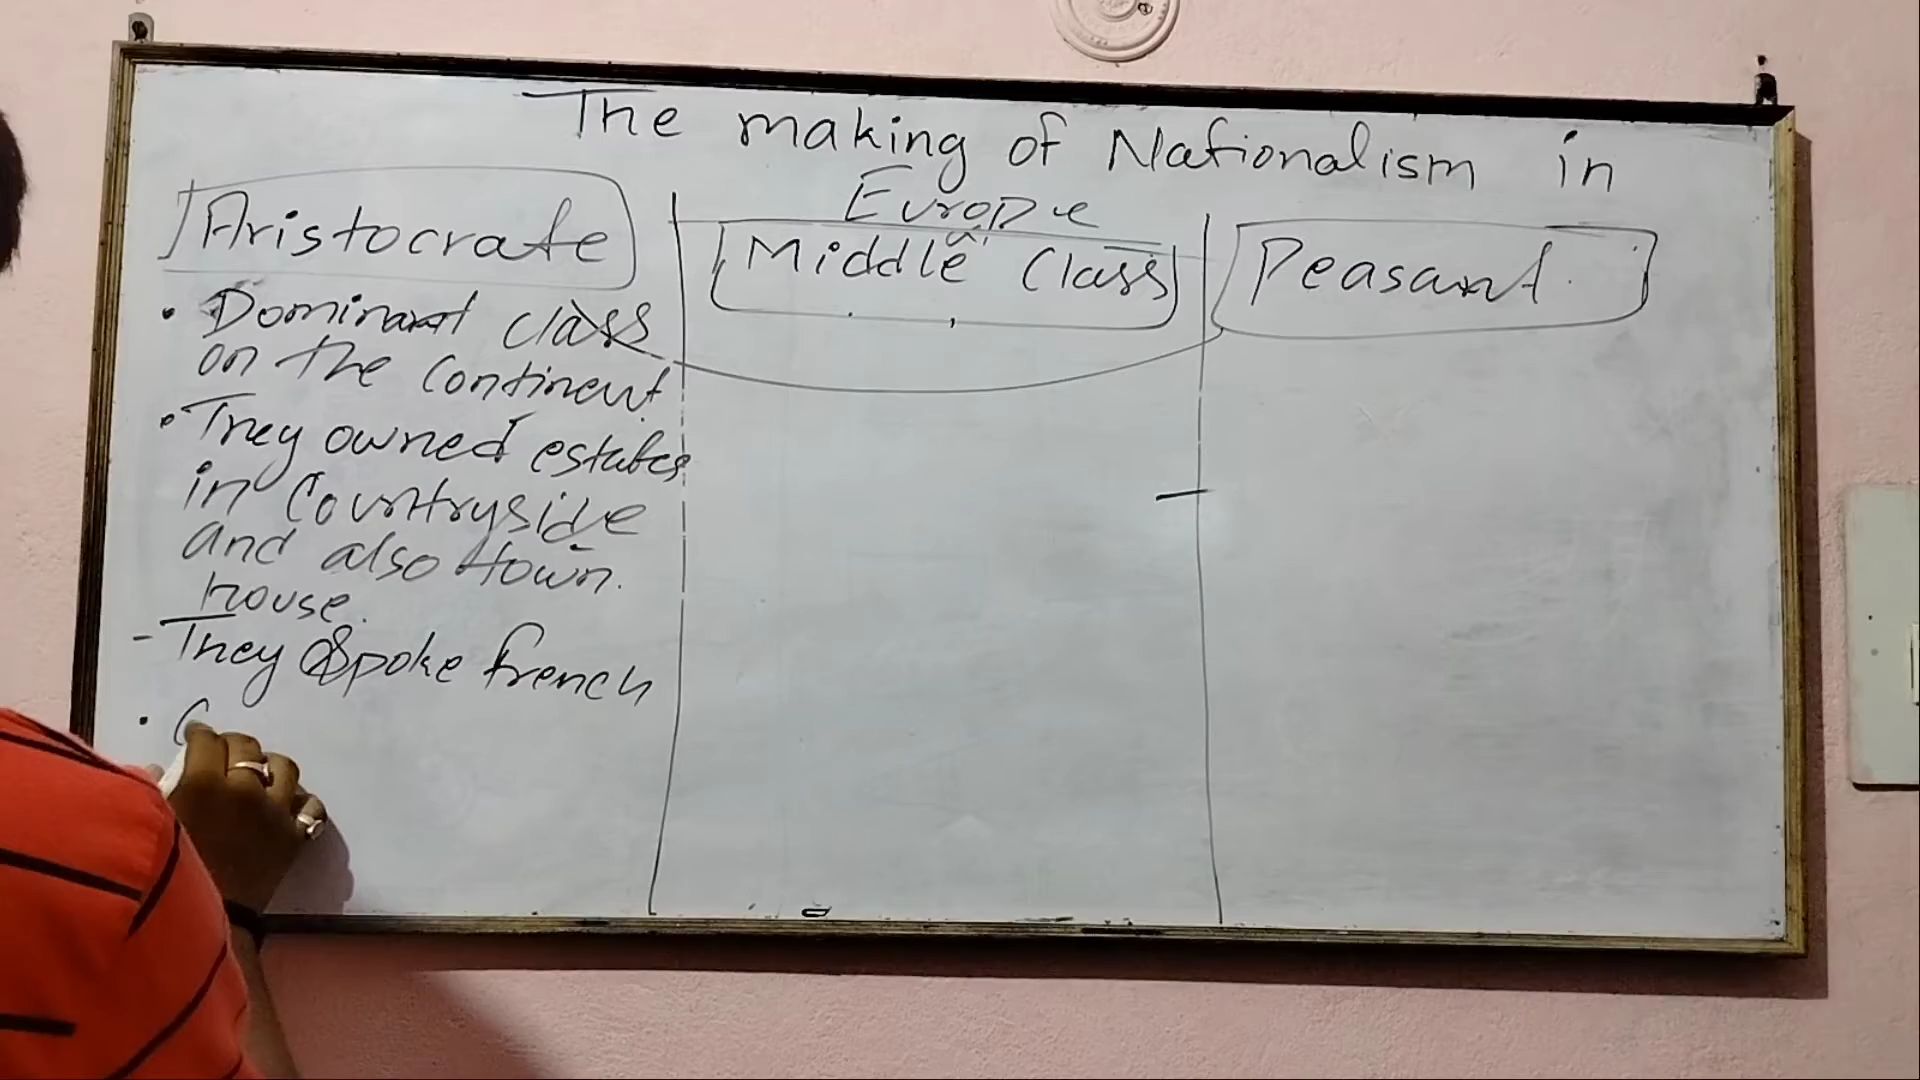 The making of Nationalism in
Europe
Aristocrate
Middle Class
Peasant
• Dominant class
on the continent
• They owned estates
in countryside
and also town.
house.
- They Spoke french
• C